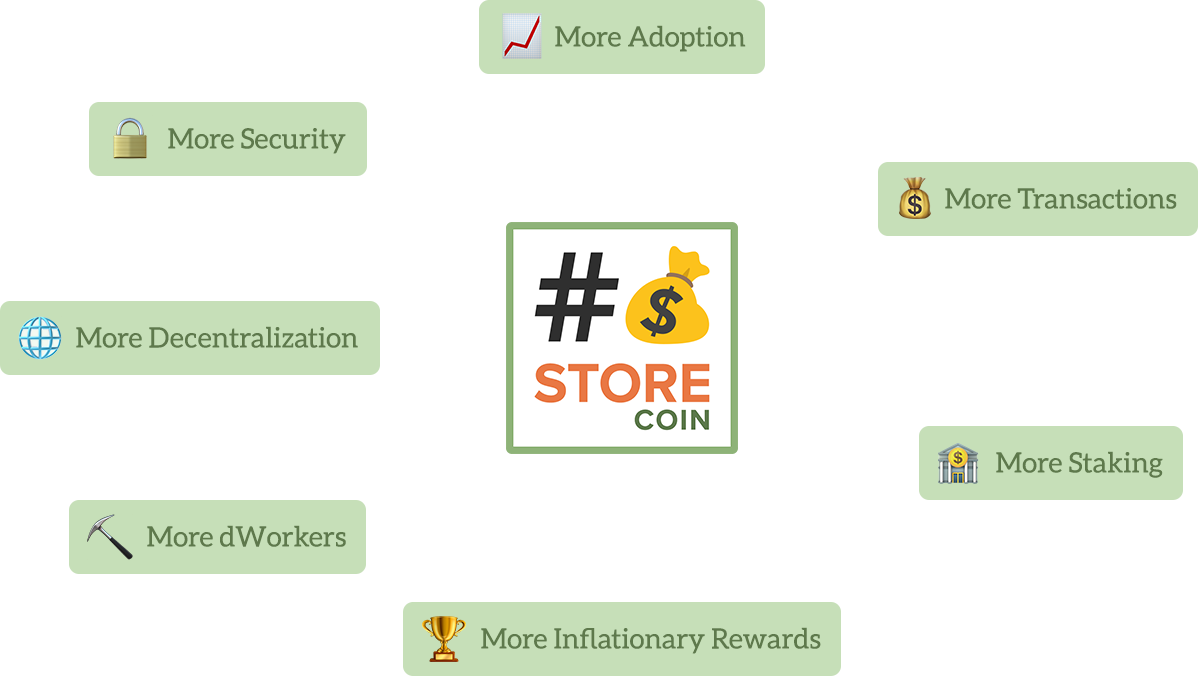 More Adoption
More Security
More Transactions
#
$
STORE
COIN
More Decentralization
$
More Staking
More dWorkers
More Inflationary Rewards